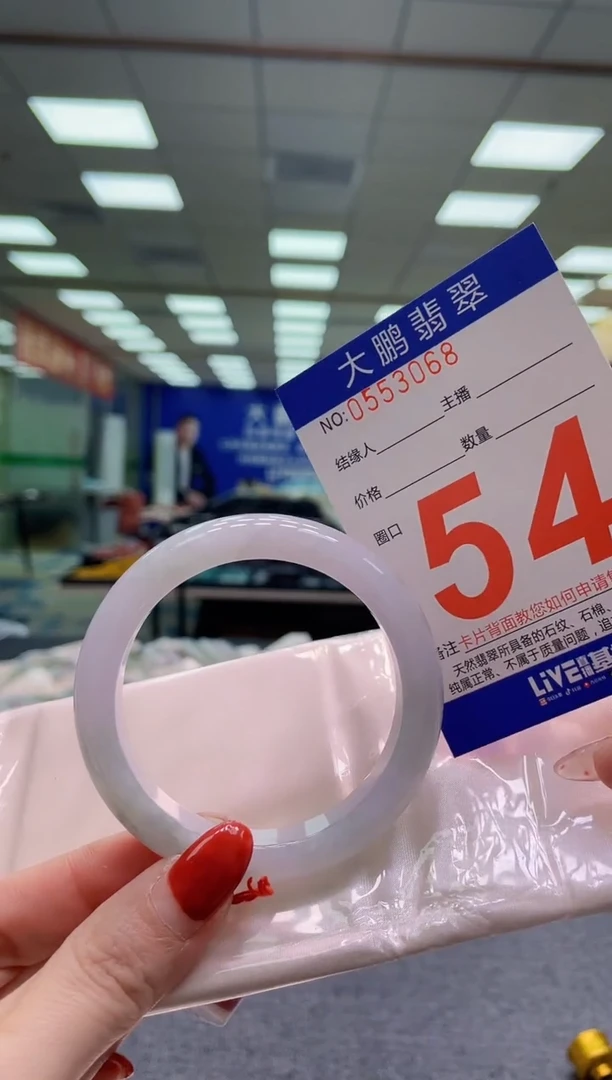 大鹏翡翠
NO:0553068
主播
结缘人
数量
价格
圈口
54
备注卡片背面教您如何申请
天然翡翠所具备的石纹、石棉、
纯属正常、不属于质量问题，追
LiVE